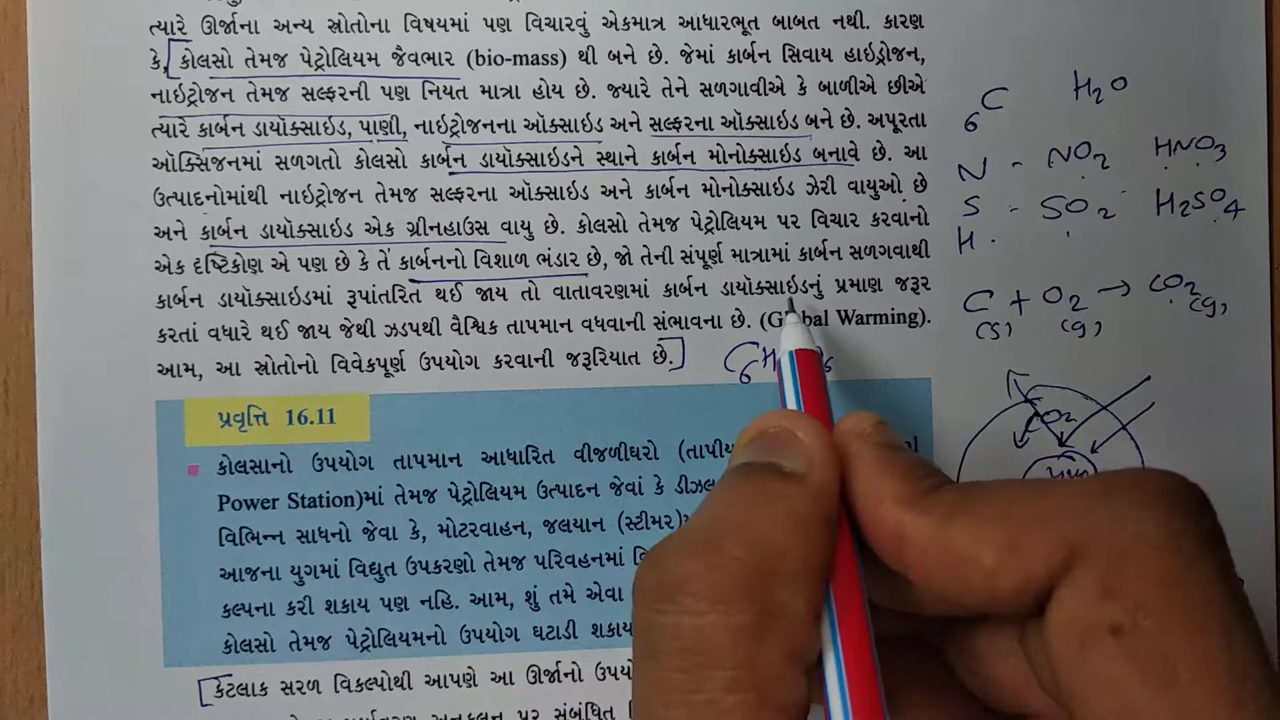 ત્યારે ઊર્જાના અન્ય સ્રોતોના વિષયમાં પણ વિચારવું એકમાત્ર આધારભૂત બાબત નથી. કારણ
કે, [કોલસો તેમજ પેટ્રોલિયમ જૈવભાર (bio-mass) થી બને છે. જેમાં કાર્બન સિવાય હાઇડ્રોજન,
નાઇટ્રોજન તેમજ સલ્ફરની પણ નિયત માત્રા હોય છે. જ્યારે તેને સળગાવીએ કે બાળીએ છીએ
ત્યારે કાર્બન ડાયૉક્સાઇડ, પાણી, નાઇટ્રોજનના ઑક્સાઇડ અને સલ્ફરના ઑક્સાઇડ બને છે. અપૂરતા
ઑક્સિજનમાં સળગતો કોલસો કાર્બન ડાયૉક્સાઇડને સ્થાને કાર્બન મોનોક્સાઇડ બનાવે છે. આ
ઉત્પાદનોમાંથી નાઇટ્રોજન તેમજ સલ્ફરના ઑક્સાઇડ અને કાર્બન મોનોક્સાઇડ ઝેરી વાયુઓ છે
અને કાર્બન ડાયૉક્સાઇડ એક ગ્રીનહાઉસ વાયુ છે. કોલસો તેમજ પેટ્રોલિયમ પર વિચાર કરવાનો
એક દષ્ટિકોણ એ પણ છે કે તે કાર્બનનો વિશાળ ભંડાર છે, જો તેની સંપૂર્ણ માત્રામાં કાર્બન સળગવાથી
કાર્બન ડાયૉક્સાઇડમાં રૂપાંતરિત થઈ જાય તો વાતાવરણમાં કાર્બન ડાયૉક્સાઇડનું પ્રમાણ જરૂર
કરતાં વધારે થઈ જાય જેથી ઝડપથી વૈશ્વિક તાપમાન વધવાની સંભાવના છે. (Global Warming).
આમ, આ સ્રોતોનો વિવેકપૂર્ણ ઉપયોગ કરવાની જરૂરિયાત છે.]
પ્રવૃત્તિ 16.11
કોલસાનો ઉપયોગ તાપમાન આધારિત વીજળીઘરો
Power Station)માં તેમજ પેટ્રોલિયમ ઉત્પાદન જેવાં કે
વિભિન્ન સાધનો જેવા કે, મોટરવાહન, જલયાન (સ્ટીમર)
આજના યુગમાં વિદ્યુત ઉપકરણો તેમજ પરિવહનમાં
કલ્પના કરી શકાય પણ નહિ. આમ, શું તમે એવા
કોલસો તેમજ પેટ્રોલિયમનો ઉપયોગ ઘટાડી શકાય
[કેટલાક સરળ વિકલ્પોથી આપણે આ ઊર્જાનો
પર સંબંધિત
6C H2O
N - NO2 HNO3
S - SO2 H2SO4
H.
C(s) + O2(g) → CO2(g)
CO2